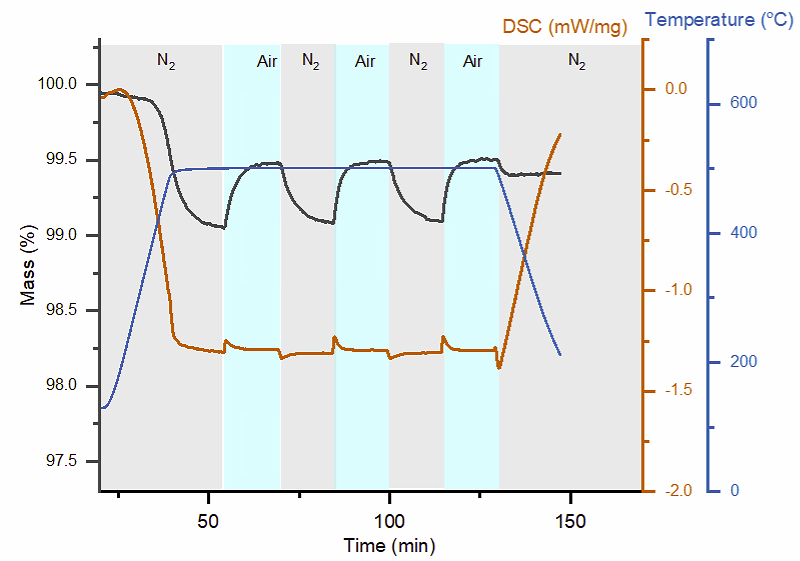 DSC (mW/mg)
Temperature (°C)
N2
Air
N2
Air
N2
Air
N2
100.0
99.5
99.0
98.5
98.0
97.5
Mass (%)
0.0
-0.5
-1.0
-1.5
-2.0
600
400
200
0
50
100
150
Time (min)